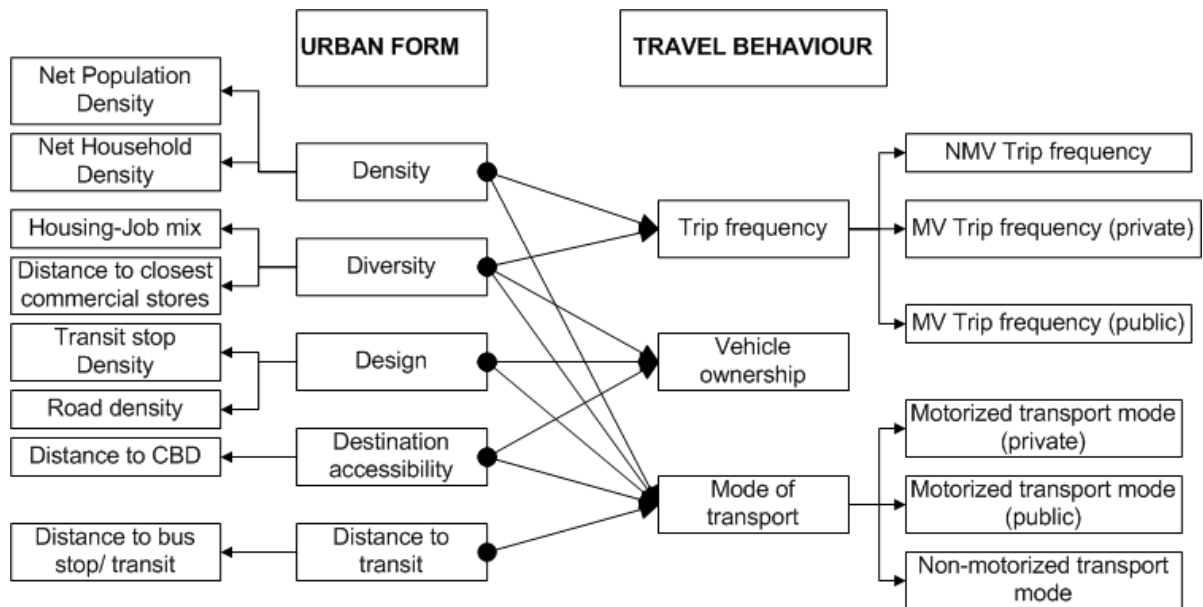 URBAN FORM
TRAVEL BEHAVIOUR
Net Population
Density
Net Household
Density
Housing-Job mix
Distance to closest
commercial stores
Transit stop
Density
Road density
Distance to CBD
Distance to bus
stop/ transit
Density
Diversity
Design
Destination
accessibility
Distance to
transit
Trip frequency
Vehicle
ownership
Mode of
transport
NMV Trip frequency
MV Trip frequency (private)
MV Trip frequency (public)
Motorized transport mode
(private)
Motorized transport mode
(public)
Non-motorized transport
mode